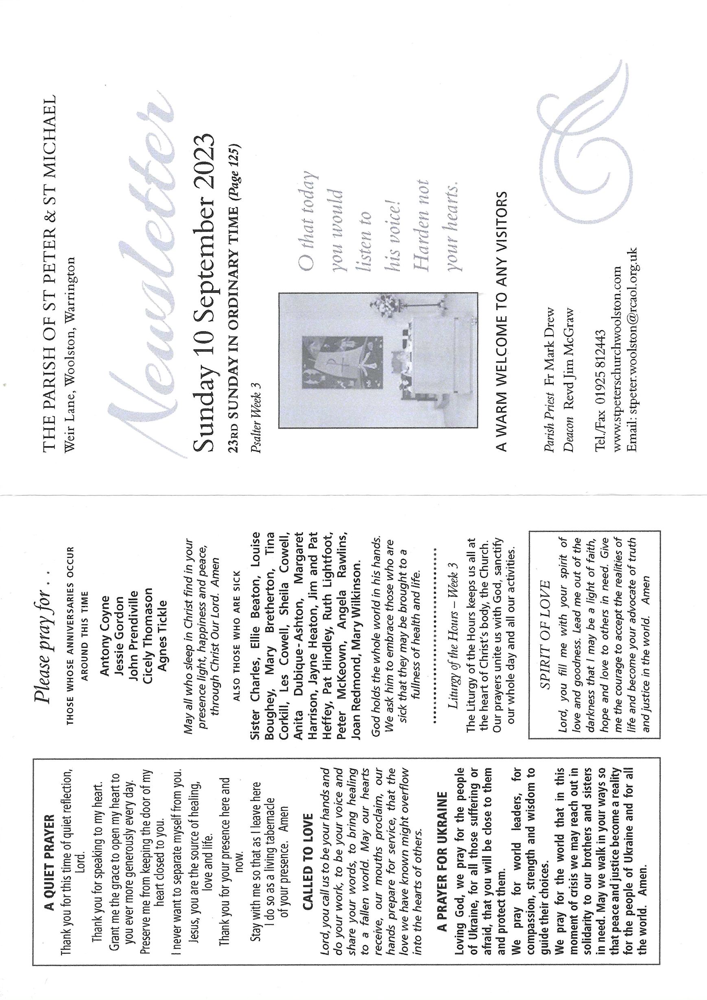 A QUIET PRAYER
Thank you for this time of quiet reflection,
Lord.
Thank you for speaking to my heart.
Grant me the grace to open my heart to
you ever more generously every day.
Preserve me from keeping the door of my
heart closed to you.
I never want to separate myself from you.
Jesus, you are the source of healing,
love and life.
Thank you for your presence here and
now.
Stay with me so that as I leave here
I do so as a living tabernacle
of your presence. Amen
CALLED TO LOVE
Lord, you call us to be your hands and
do your work, to be your voice and
share your words, to bring healing
to a fallen world. May our hearts
receive, our mouths proclaim, our
hands prepare for service, that the
love we have known might overflow
into the hearts of others.
A PRAYER FOR UKRAINE
Loving God, we pray for the people
of Ukraine, for all those suffering or
afraid, that you will be close to them
and protect them.
We pray for world leaders, for
compassion, strength and wisdom to
guide their choices.
We pray for the world that in this
moment of crisis we may reach out in
solidarity to our brothers and sisters
in need. May we walk in your ways so
that peace and justice become a reality
for the people of Ukraine and for all
the world. Amen.
Please pray for . .
THOSE WHOSE ANNIVERSARIES OCCUR
AROUND THIS TIME
Antony Coyne
Jessie Gordon
John Prendiville
Cicely Thomason
Agnes Tickle
May all who sleep in Christ find in your
presence light, happiness and peace,
through Christ Our Lord. Amen
ALSO THOSE WHO ARE SICK
Sister Charles, Ellie Beaton, Louise
Boughey, Mary Bretherton, Tina
Corkill, Les Cowell, Sheila Cowell,
Anita Dubique-Ashton, Margaret
Harrison, Jayne Heaton, Jim and Pat
Heffey, Pat Hindley, Ruth Lightfoot,
Peter McKeown, Angela Rawlins,
Joan Redmond, Mary Wilkinson.
God holds the whole world in his hands.
We ask him to embrace those who are
sick that they may be brought to a
fullness of health and life.
........................................
Liturgy of the Hours – Week 3
The Liturgy of the Hours keeps us all at
the heart of Christ's body, the Church.
Our prayers unite us with God, sanctify
our whole day and all our activities.
SPIRIT OF LOVE
Lord, you fill me with your spirit of
love and goodness. Lead me out of the
darkness that I may be a light of faith,
hope and love to others in need. Give
me the courage to accept the realities of
life and become your advocate of truth
and justice in the world. Amen
THE PARISH OF ST PETER & ST MICHAEL
Weir Lane, Woolston, Warrington
Newsletter
Sunday 10 September 2023
23RD SUNDAY IN ORDINARY TIME (Page 125)
Psalter Week 3
O that today
you would
listen to
his voice!
Harden not
your hearts.
A WARM WELCOME TO ANY VISITORS
Parish Priest Fr Mark Drew
Deacon Revd Jim McGraw
Tel./Fax 01925 812443
www.stpeterschurchwoolston.com
Email: stpeter.woolston@rcaol.org.uk